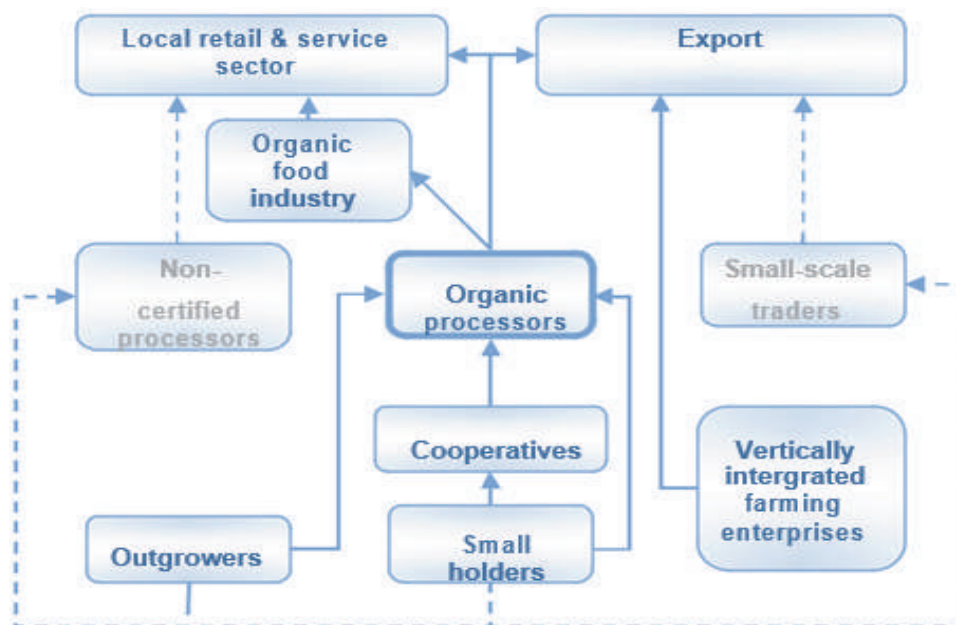 Local retail & service
sector
Export
Organic
food
industry
Non-
certified
processors
Organic
processors
Small-scale
traders
Cooperatives
Vertically
intergrated
farming
enterprises
Outgrowers
Small
holders